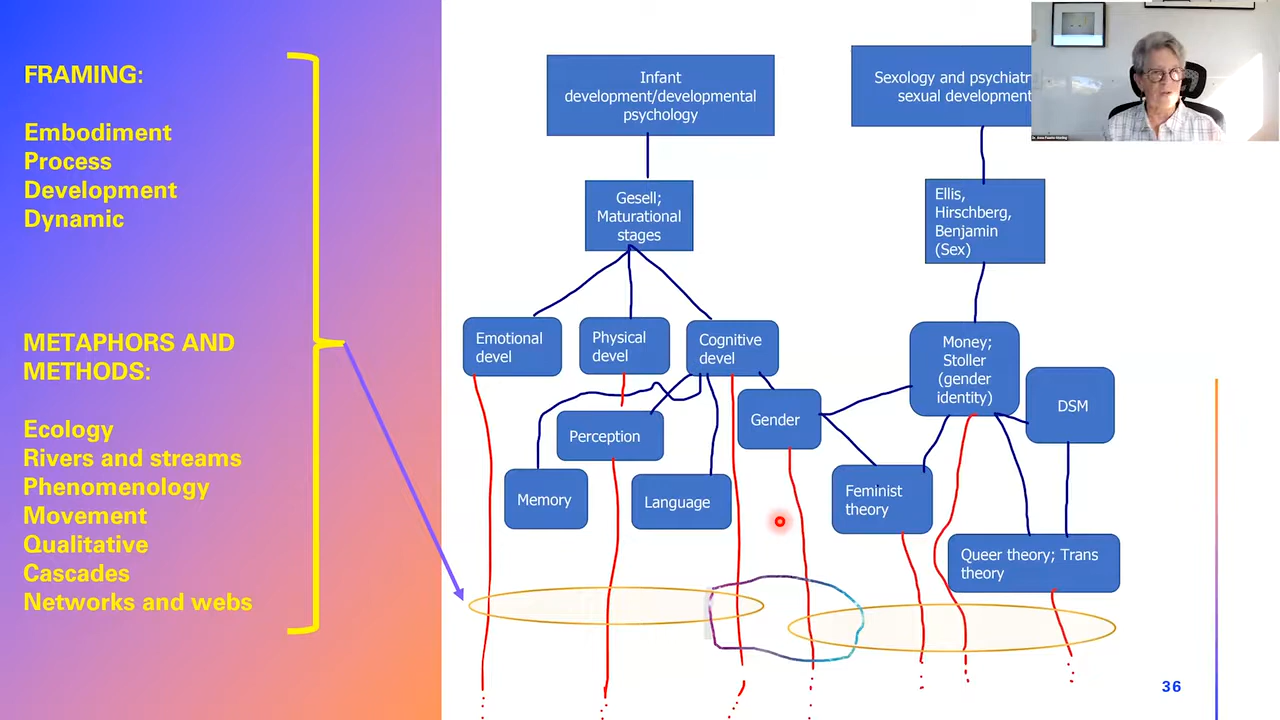 FRAMING:
Embodiment
Process
Development
Dynamic
METAPHORS AND
METHODS:
Ecology
Rivers and streams
Phenomenology
Movement
Qualitative
Cascades
Networks and webs
Infant
development/developmental
psychology
Sexology and psychiatr
sexual development
Gesell;
Maturational
stages
Ellis,
Hirschberg,
Benjamin
(Sex)
Emotional
devel
Physical
devel
Cognitive
devel
Money;
Stoller
(gender
identity)
DSM
Gender
Perception
Memory
Language
Feminist
theory
Queer theory; Trans
theory
36